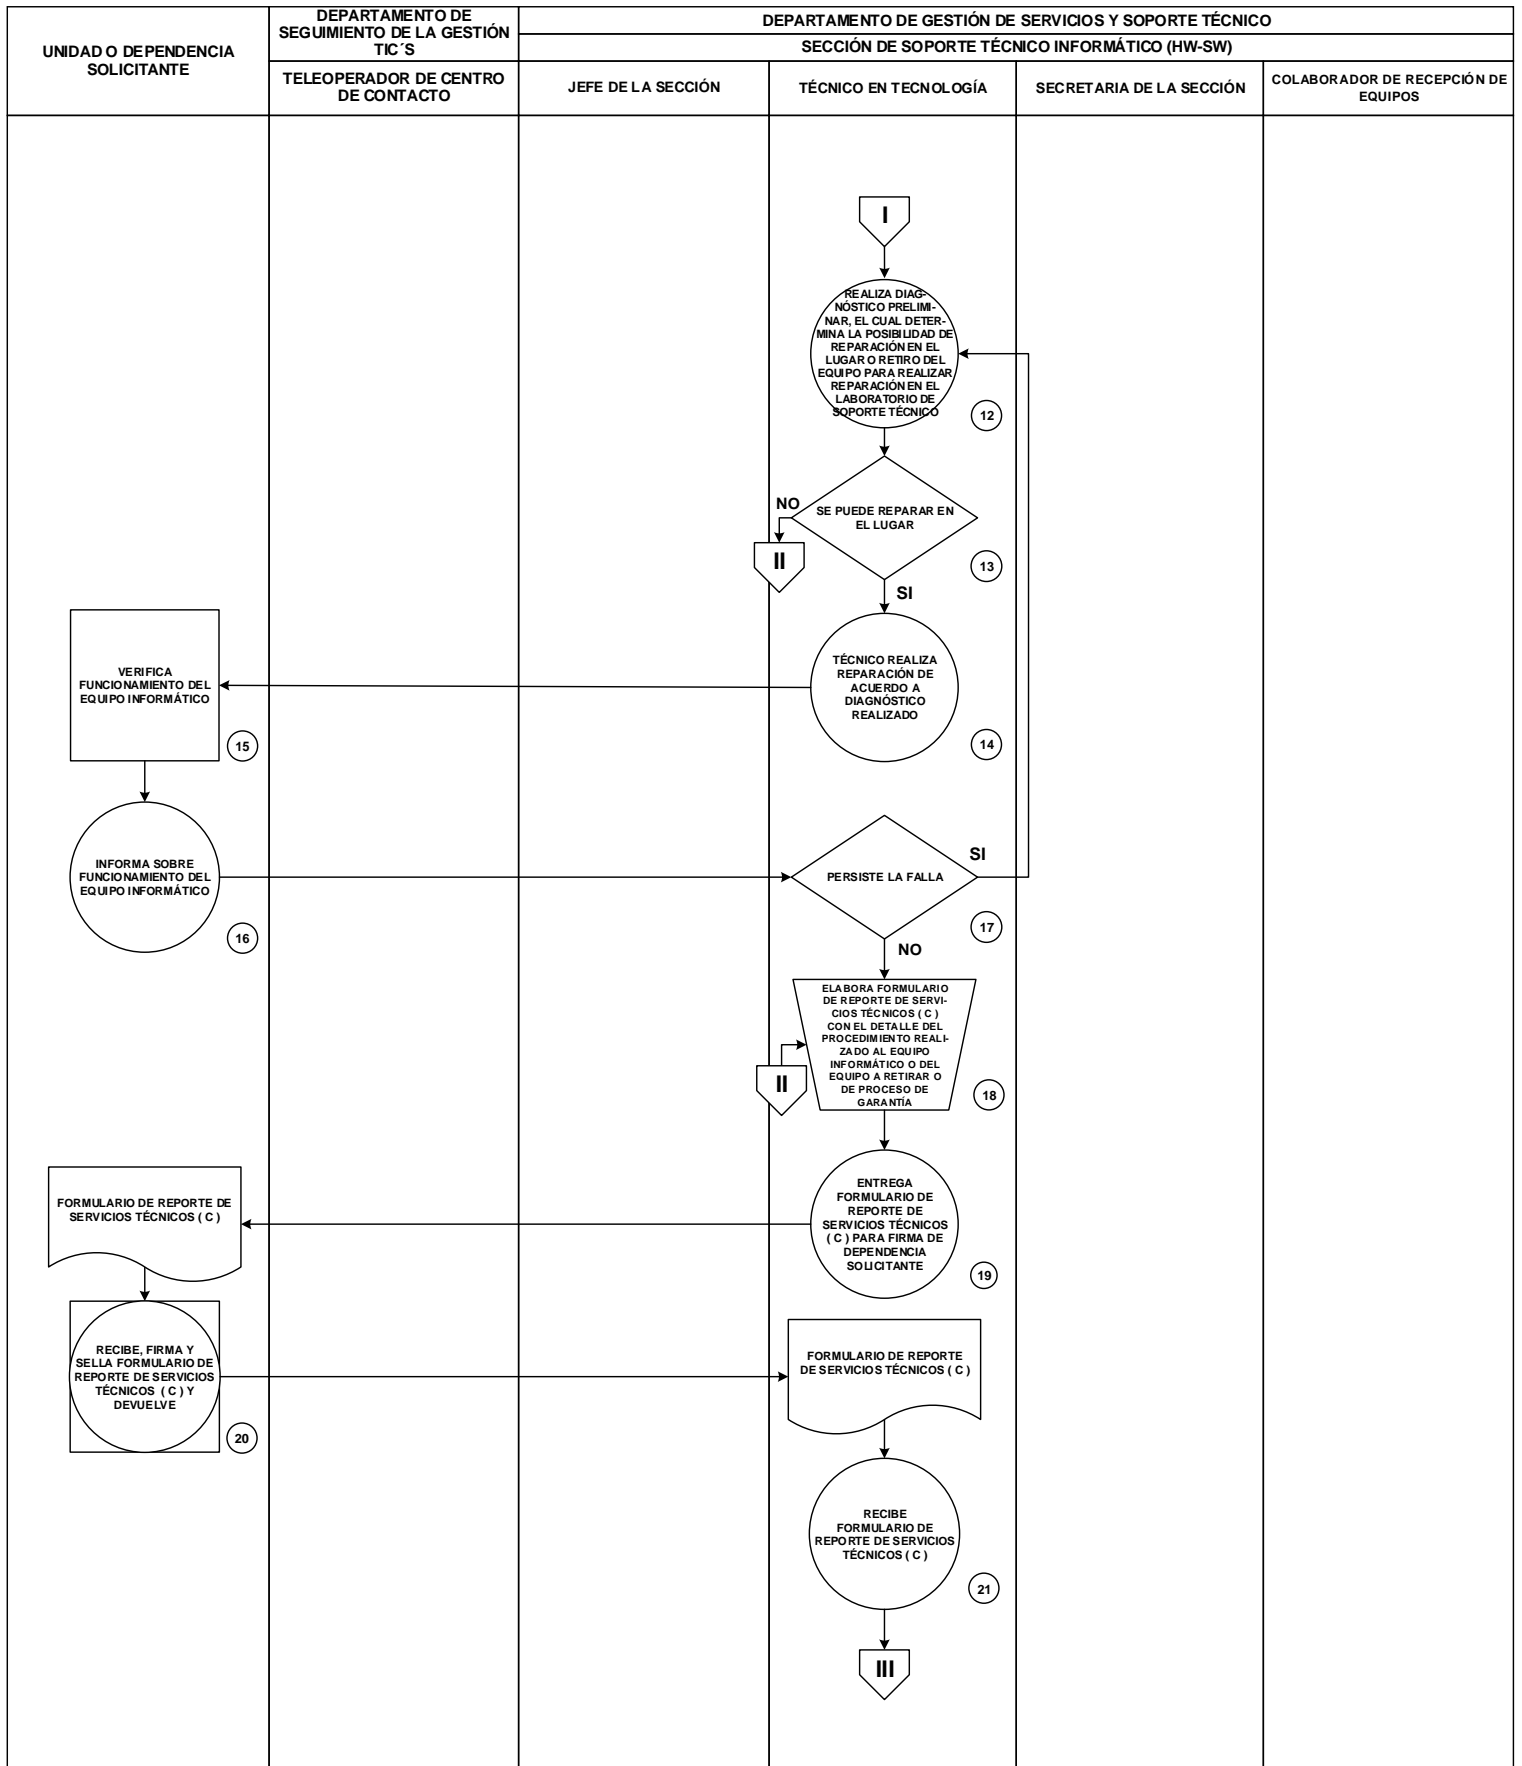 UNIDAD O DEPENDENCIA
SOLICITANTE
DEPARTAMENTO DE
SEGUIMIENTO DE LA GESTIÓN
TIC´S
TELEOPERADOR DE CENTRO
DE CONTACTO
DEPARTAMENTO DE GESTIÓN DE SERVICIOS Y SOPORTE TÉCNICO
SECCIÓN DE SOPORTE TÉCNICO INFORMÁTICO (HW-SW)
JEFE DE LA SECCIÓN
TÉCNICO EN TECNOLOGÍA
SECRETARIA DE LA SECCIÓN
COLABORADOR DE RECEPCIÓN DE
EQUIPOS
I
REALIZA DIAG-
NÓSTICO PRELIMI-
NAR, EL CUAL DETER-
MINA LA POSIBILIDAD DE
REPARACIÓN EN EL
LUGAR O RETIRO DEL
EQUIPO PARA REALIZAR
REPARACIÓN EN EL
LABORATORIO DE
SOPORTE TÉCNICO
12
SE PUEDE REPARAR EN
EL LUGAR
NO
II
13
SI
TÉCNICO REALIZA
REPARACIÓN DE
ACUERDO A
DIAGNÓSTICO
REALIZADO
14
VERIFICA
FUNCIONAMIENTO DEL
EQUIPO INFORMÁTICO
15
INFORMA SOBRE
FUNCIONAMIENTO DEL
EQUIPO INFORMÁTICO
16
PERSISTE LA FALLA
SI
17
NO
ELABORA FORMULARIO
DE REPORTE DE SERVI-
CIOS TÉCNICOS ( C )
CON EL DETALLE DEL
PROCEDIMIENTO REALI-
ZADO AL EQUIPO
INFORMÁTICO O DEL
EQUIPO A RETIRAR O
DE PROCESO DE
GARANTÍA
II
18
ENTREGA
FORMULARIO DE
REPORTE DE
SERVICIOS TÉCNICOS
( C ) PARA FIRMA DE
DEPENDENCIA
SOLICITANTE
19
FORMULARIO DE REPORTE DE
SERVICIOS TÉCNICOS ( C )
RECIBE, FIRMA Y
SELLA FORMULARIO DE
REPORTE DE SERVICIOS
TÉCNICOS ( C ) Y
DEVUELVE
20
FORMULARIO DE REPORTE
DE SERVICIOS TÉCNICOS ( C )
RECIBE
FORMULARIO DE
REPORTE DE SERVICIOS
TÉCNICOS ( C )
21
III